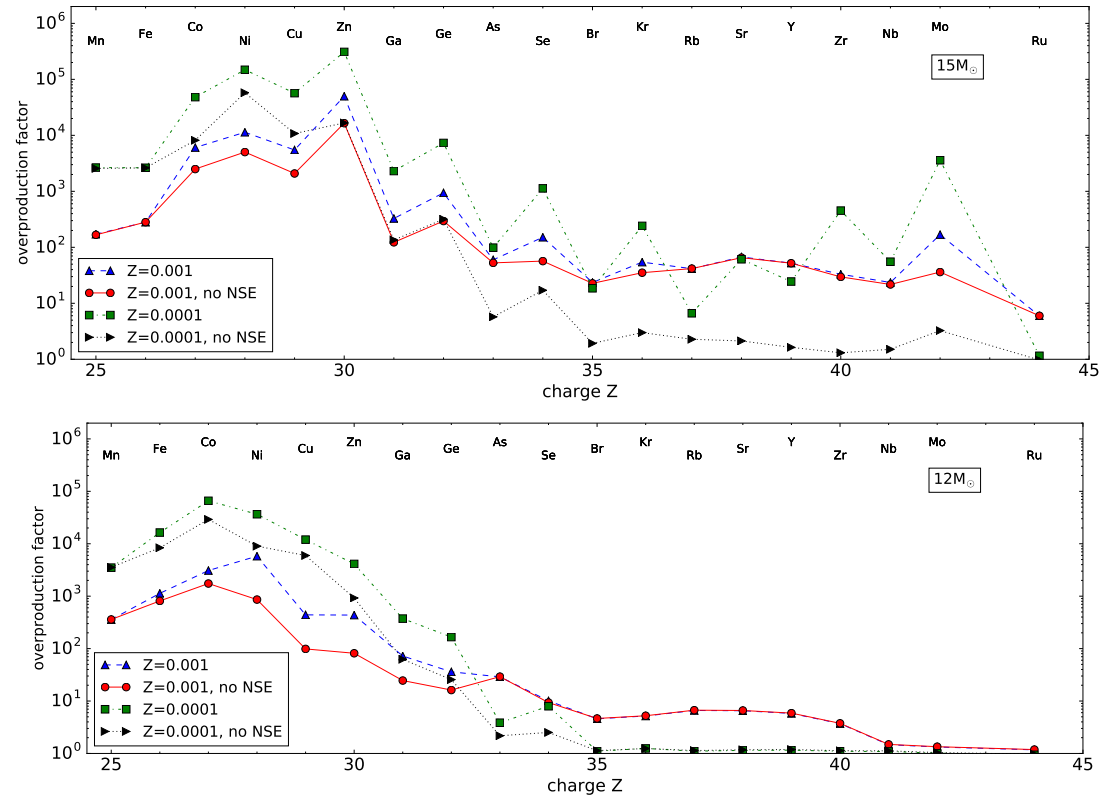 10^6
10^5
10^4
10^3
10^2
10^1
10^0
overproduction factor
Mn Fe Co Ni Cu Zn Ga Ge As Se Br Kr Rb Sr Y Zr Nb Mo Ru
15M☉
Z=0.001
Z=0.001, no NSE
Z=0.0001
Z=0.0001, no NSE
25 30 35 40 45
charge Z
10^6
10^5
10^4
10^3
10^2
10^1
10^0
overproduction factor
Mn Fe Co Ni Cu Zn Ga Ge As Se Br Kr Rb Sr Y Zr Nb Mo Ru
12M☉
Z=0.001
Z=0.001, no NSE
Z=0.0001
Z=0.0001, no NSE
25 30 35 40 45
charge Z